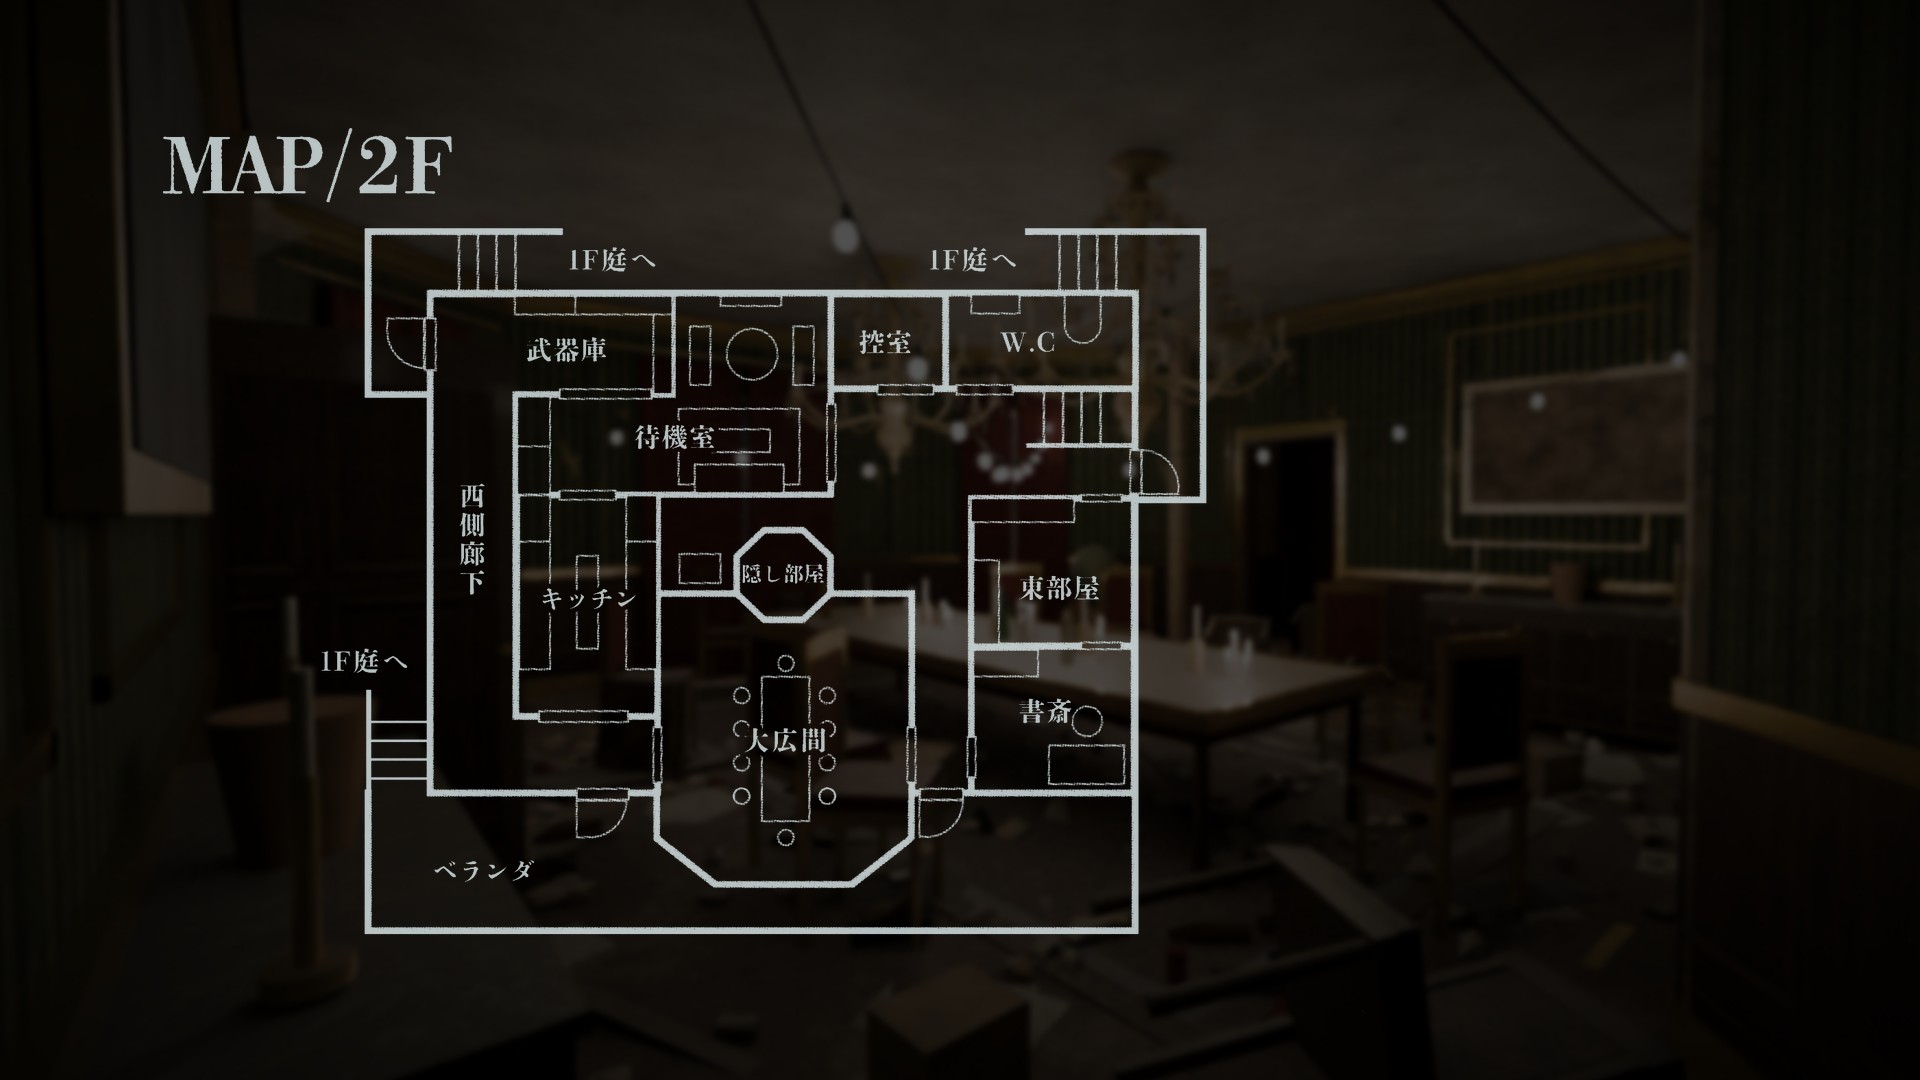 MAP/2F
1F庭へ
1F庭へ
武器庫
控室
W.C
待機室
西側廊下
隠し部屋
キッチン
東部屋
1F庭へ
書斎
大広間
ベランダ